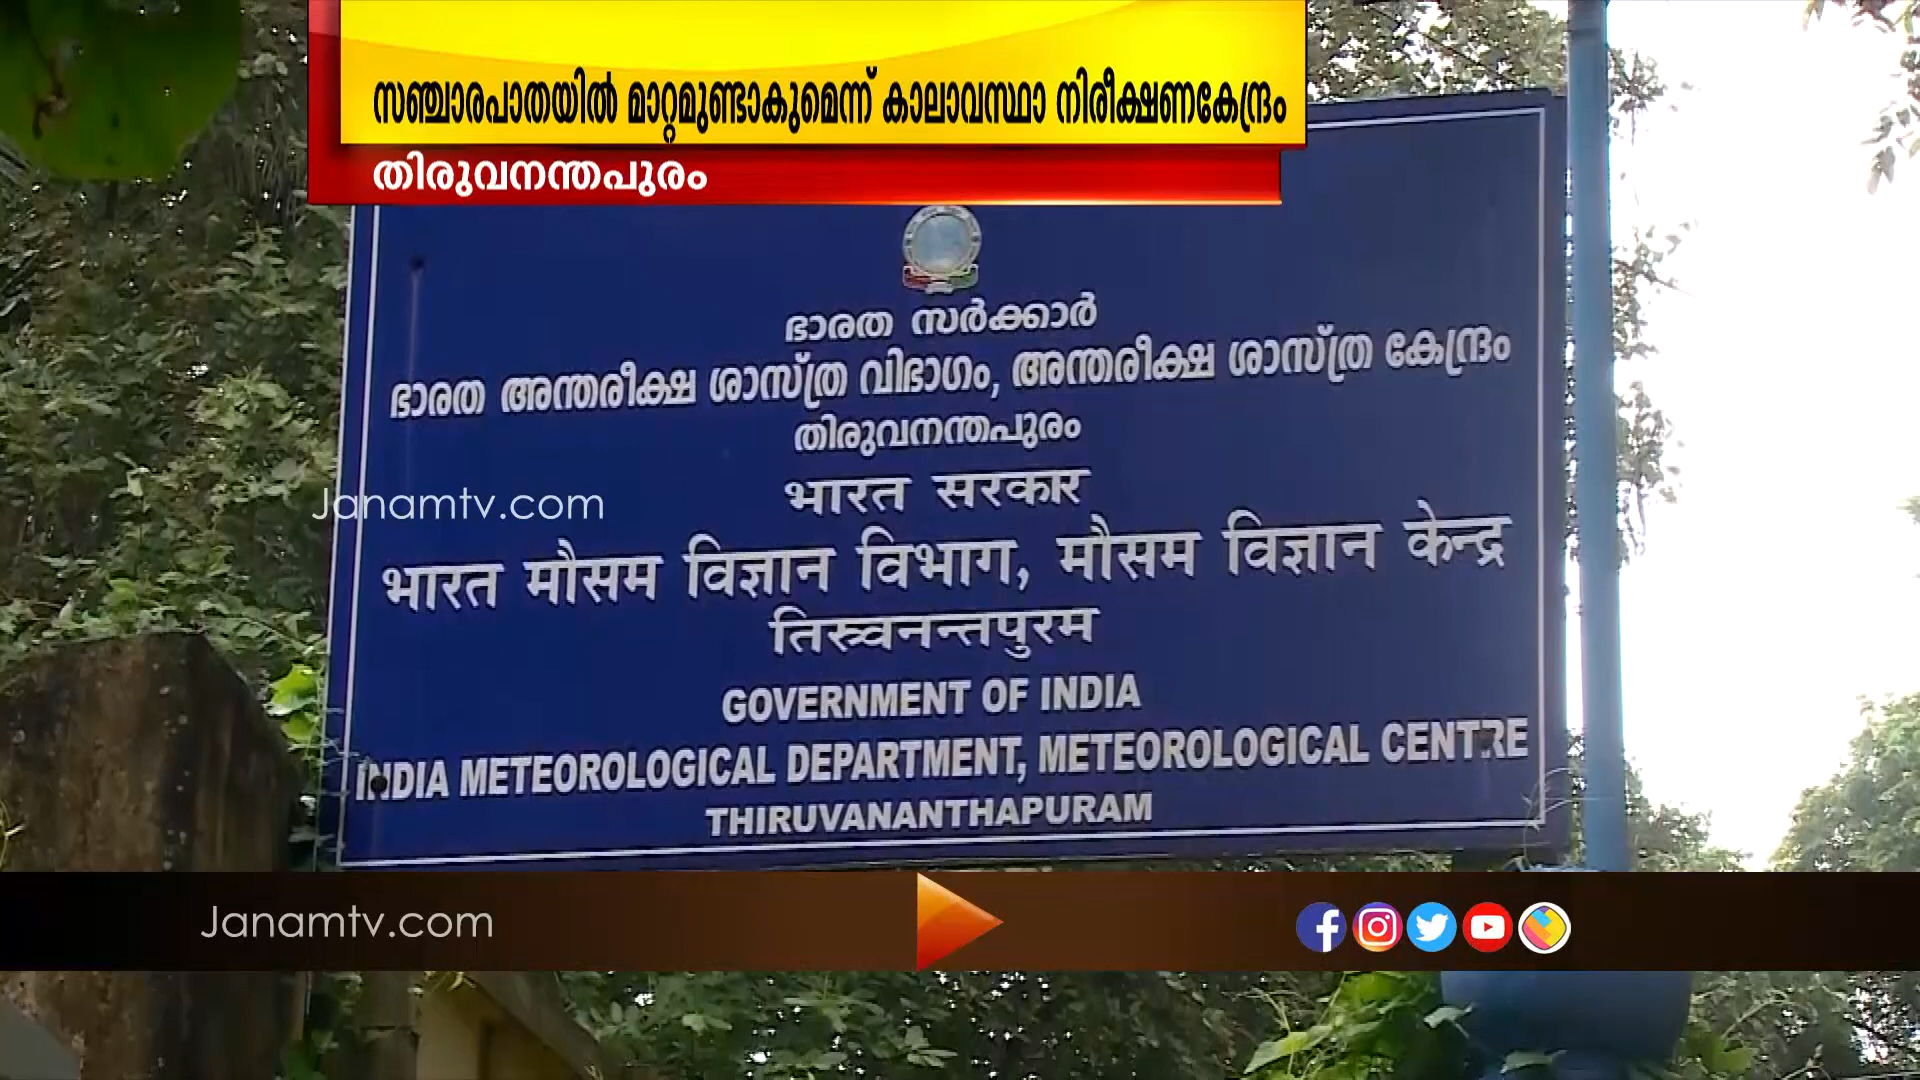 സഞ്ചാരപാതയിൽ മാറ്റമുണ്ടാകുമെന്ന് കാലാവസ്ഥാ നിരീക്ഷണകേന്ദ്രം
തിരുവനന്തപുരം
ഭാരത സർക്കാർ
ഭാരത അന്തരീക്ഷ ശാസ്ത്ര വിഭാഗം, അന്തരീക്ഷ ശാസ്ത്ര കേന്ദ്രം
തിരുവനന്തപുരം
Janamtv.com
भारत सरकार
भारत मौसम विज्ञान विभाग, मौसम विज्ञान केन्द्र
तिरुवनन्तपुरम
GOVERNMENT OF INDIA
INDIA METEOROLOGICAL DEPARTMENT, METEOROLOGICAL CENTRE
THIRUVANANTHAPURAM
Janamtv.com